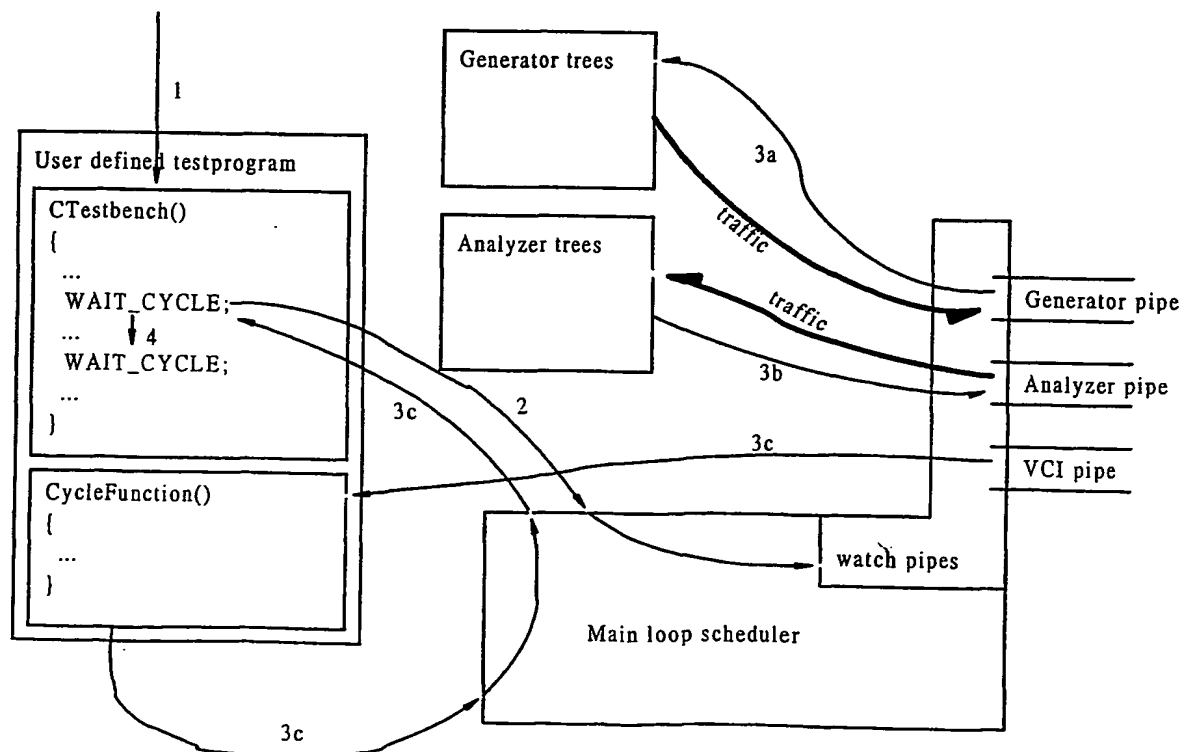 1
User defined testprogram
CTestbench()
{
...
WAIT_CYCLE;
...
4
WAIT_CYCLE;
...
}
CycleFunction()
{
...
}
Generator trees
Analyzer trees
3a
traffic
traffic
3b
2
3c
3c
Generator pipe
Analyzer pipe
VCI pipe
watch pipes
Main loop scheduler
3c